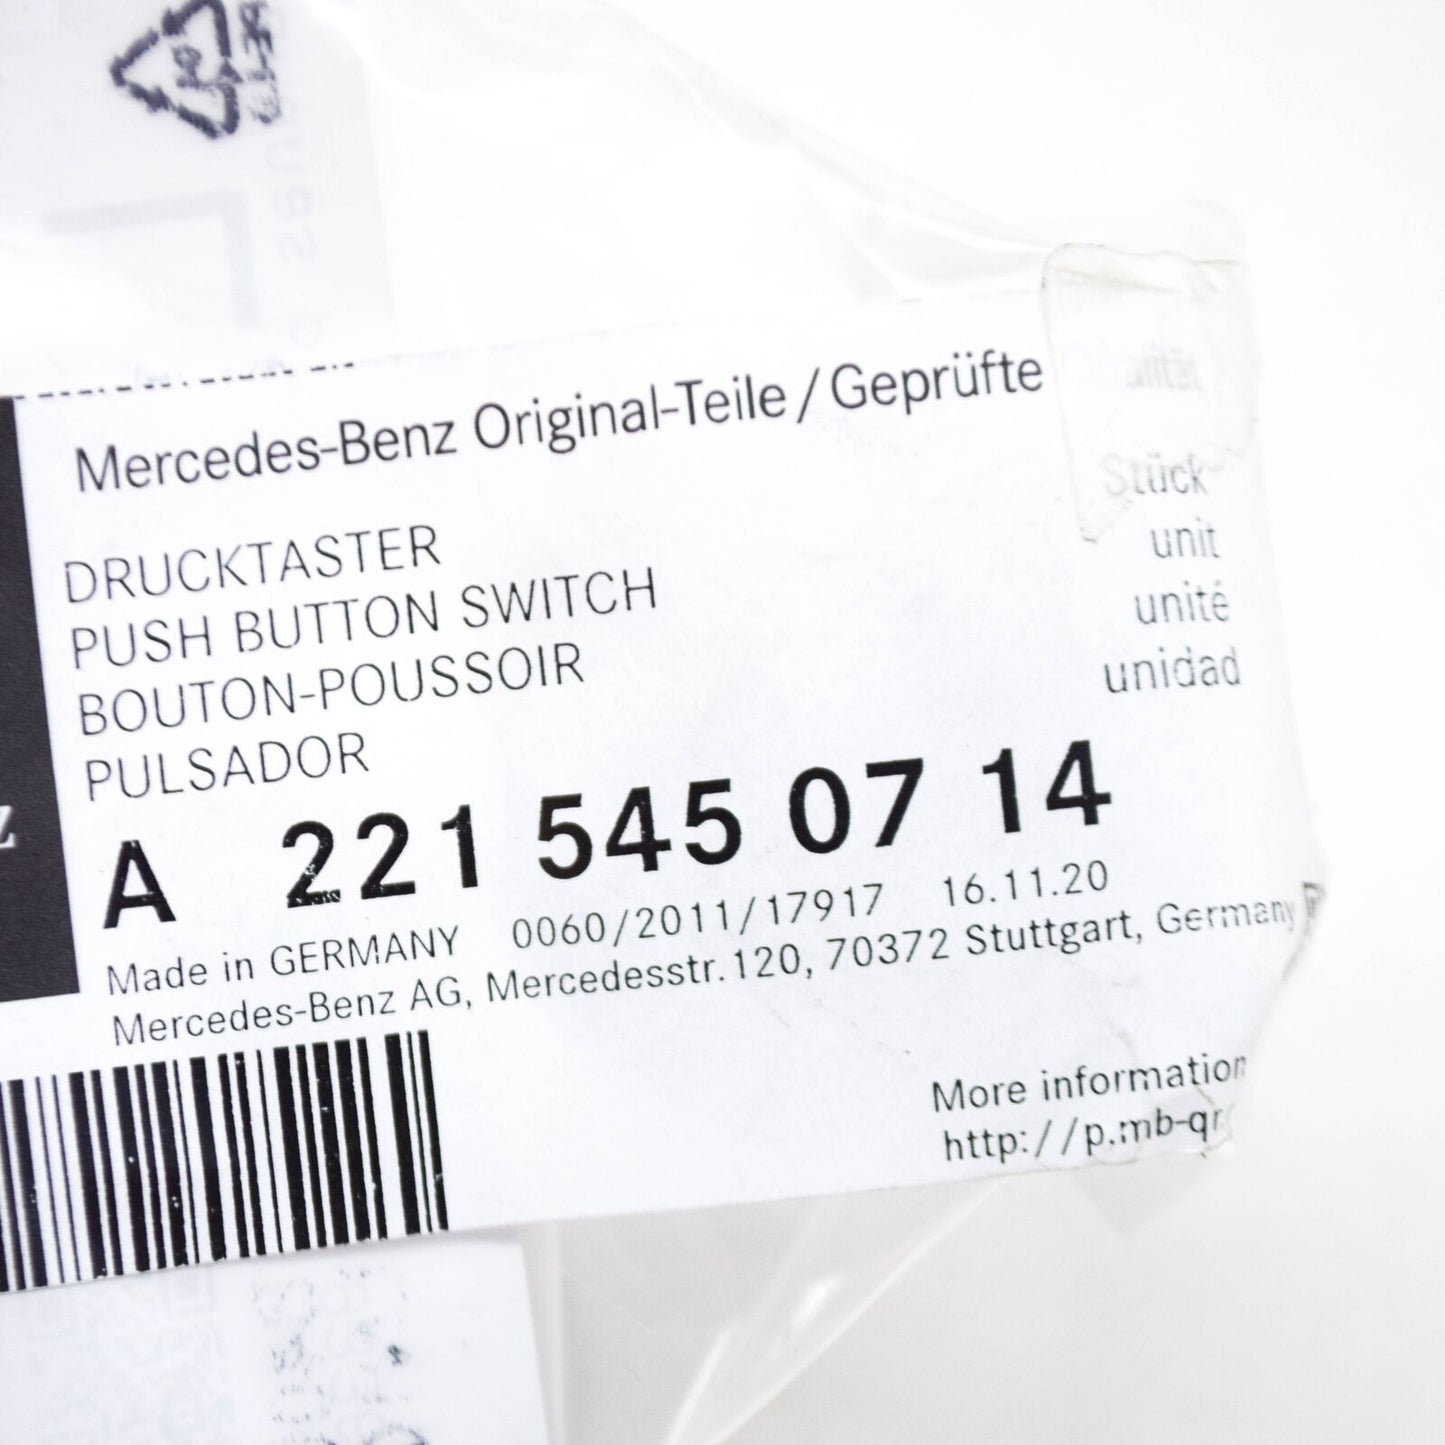 Mercedes-Benz Original-Teile / Geprüfte
Stück
DRUCKTASTER
unit
PUSH BUTTON SWITCH
unité
BOUTON-POUSSOIR
unidad
PULSADOR
A 221 545 07 14
Made in GERMANY 0060/2011/17917 16.11.20
Mercedes-Benz AG, Mercedesstr.120, 70372 Stuttgart, Germany
More information
http://p.mb-qr